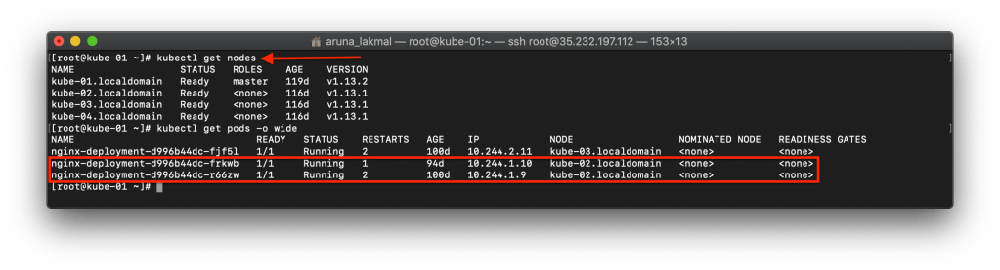 aruna_lakmal — root@kube-01:~ — ssh root@35.232.197.112 — 153×13
[[root@kube-01 ~]# kubectl get nodes ]
NAME STATUS ROLES AGE VERSION
kube-01.localdomain Ready master 119d v1.13.2
kube-02.localdomain Ready <none> 116d v1.13.1
kube-03.localdomain Ready <none> 116d v1.13.1
kube-04.localdomain Ready <none> 116d v1.13.1
[[root@kube-01 ~]# kubectl get pods -o wide ]
NAME READY STATUS RESTARTS AGE IP NODE NOMINATED NODE READINESS GATES
nginx-deployment-d996b44dc-fjf5l 1/1 Running 2 100d 10.244.2.11 kube-03.localdomain <none> <none>
nginx-deployment-d996b44dc-frkwb 1/1 Running 1 94d 10.244.1.10 kube-02.localdomain <none> <none>
nginx-deployment-d996b44dc-r66zw 1/1 Running 2 100d 10.244.1.9 kube-02.localdomain <none> <none>
[root@kube-01 ~]#